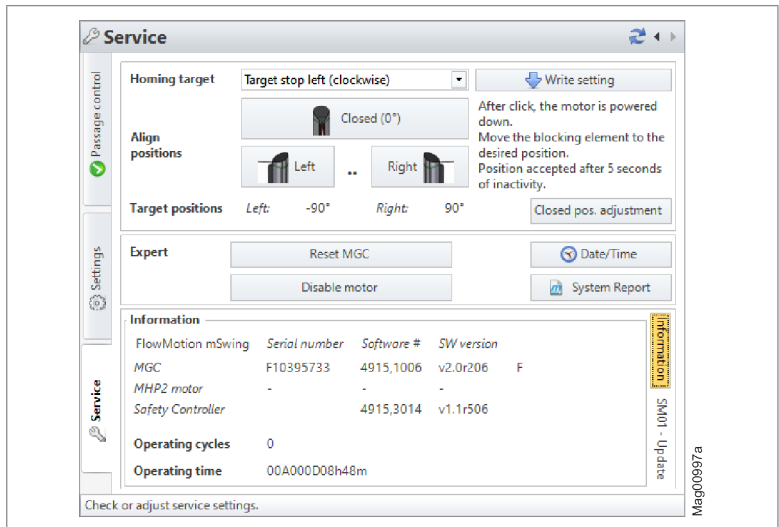 Service
Passage control
Settings
Service
Homing target
Target stop left (clockwise)
Write setting
Align
positions
Closed (0°)
Left
..
Right
After click, the motor is powered
down.
Move the blocking element to the
desired position.
Position accepted after 5 seconds
of inactivity.
Target positions Left: -90° Right: 90°
Closed pos. adjustment
Expert
Reset MGC
Date/Time
Disable motor
System Report
Information
FlowMotion mSwing Serial number Software # SW version
MGC F10395733 4915,1006 v2.0r206 F
MHP2 motor - - -
Safety Controller 4915,3014 v1.1r506
Operating cycles 0
Operating time 00A000D08h48m
Information
SM01 - Update
Check or adjust service settings.
Mag00997a